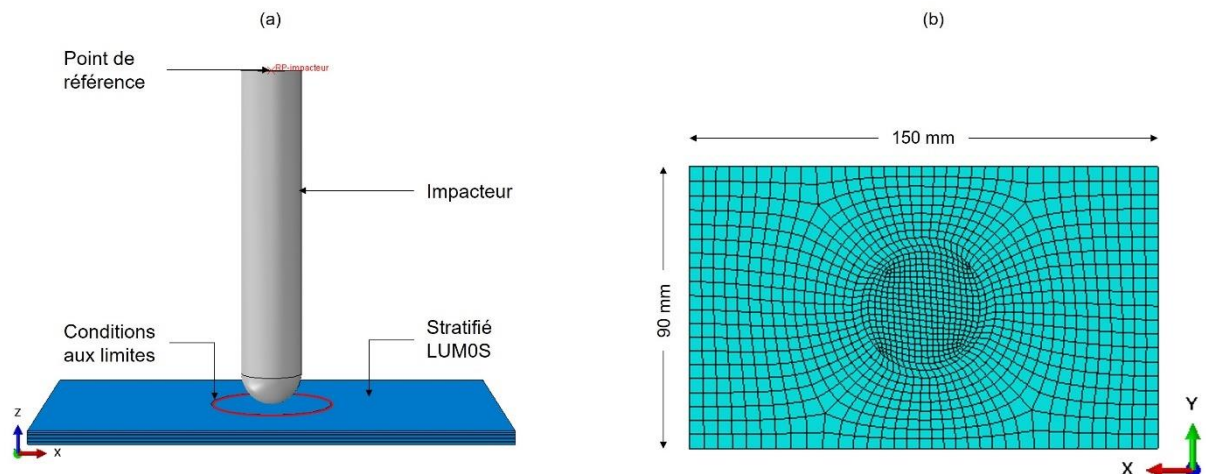 (a)
Point de
référence
RP-impacteur
Impacteur
Conditions
aux limites
Stratifié
LUM0S
z
x
(b)
150 mm
90 mm
Y
X